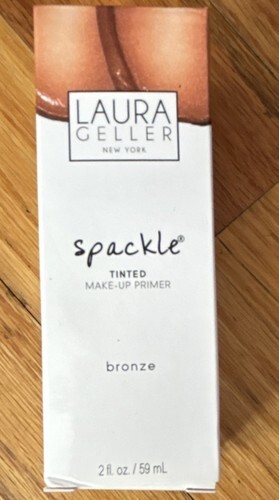 LAURA
GELLER
NEW YORK
spackle®
TINTED
MAKE-UP PRIMER
bronze
2 fl. oz. / 59 mL